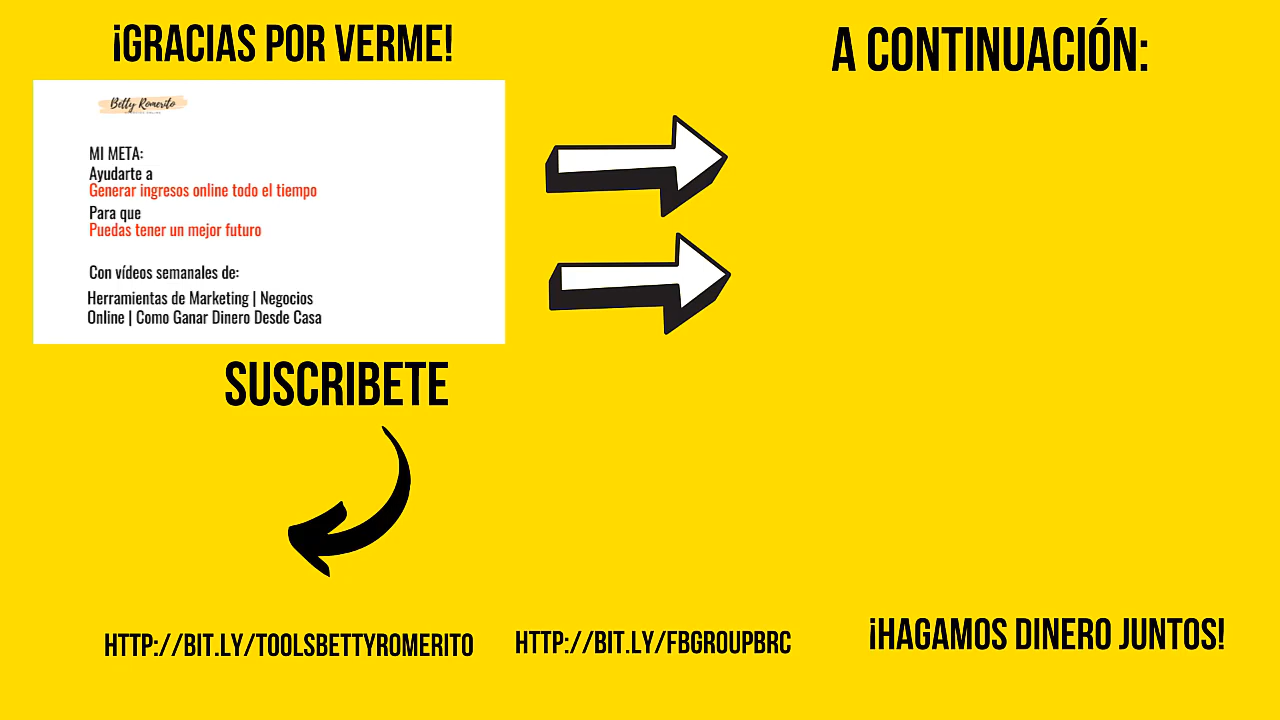 ¡GRACIAS POR VERME!
A CONTINUACIÓN:
Betty Romerito
MI META:
Ayudarte a
Generar ingresos online todo el tiempo
Para que
Puedas tener un mejor futuro
Con vídeos semanales de:
Herramientas de Marketing | Negocios
Online | Como Ganar Dinero Desde Casa
SUSCRIBETE
HTTP://BIT.LY/TOOLSBETTYROMERITO
HTTP://BIT.LY/FBGROUPBRC
¡HAGAMOS DINERO JUNTOS!